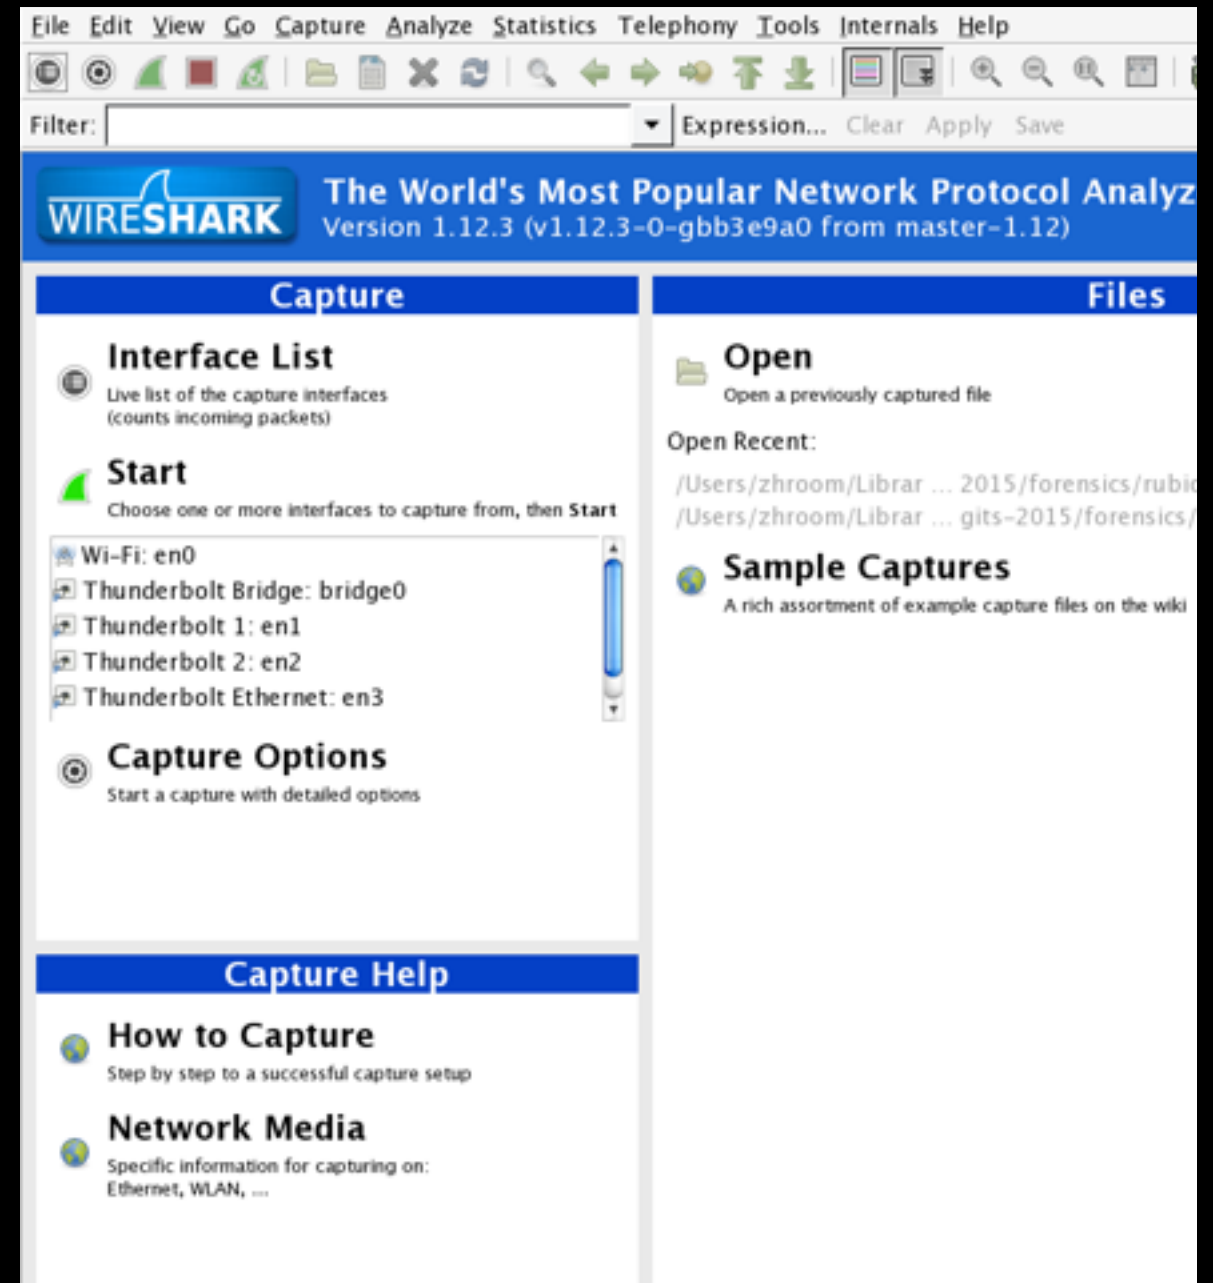 File Edit View Go Capture Analyze Statistics Telephony Tools Internals Help
Filter: Expression... Clear Apply Save
WIRESHARK
The World's Most Popular Network Protocol Analyz
Version 1.12.3 (v1.12.3-0-gbb3e9a0 from master-1.12)
Capture
Interface List
Live list of the capture interfaces
(counts incoming packets)
Start
Choose one or more interfaces to capture from, then Start
Wi-Fi: en0
Thunderbolt Bridge: bridge0
Thunderbolt 1: en1
Thunderbolt 2: en2
Thunderbolt Ethernet: en3
Capture Options
Start a capture with detailed options
Capture Help
How to Capture
Step by step to a successful capture setup
Network Media
Specific information for capturing on:
Ethernet, WLAN, ...
Files
Open
Open a previously captured file
Open Recent:
/Users/zhroom/Librar ... 2015/forensics/rubic
/Users/zhroom/Librar ... gits-2015/forensics/
Sample Captures
A rich assortment of example capture files on the wiki